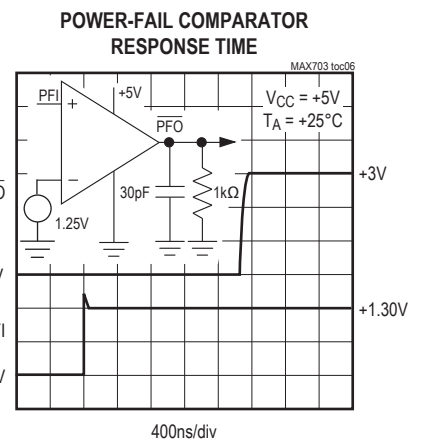 POWER-FAIL COMPARATOR
RESPONSE TIME
MAX703 toc06
PFI
+5V
VCC = +5V
TA = +25°C
+
PFO
+3V
–
30pF
1kΩ
1.25V
+1.30V
400ns/div